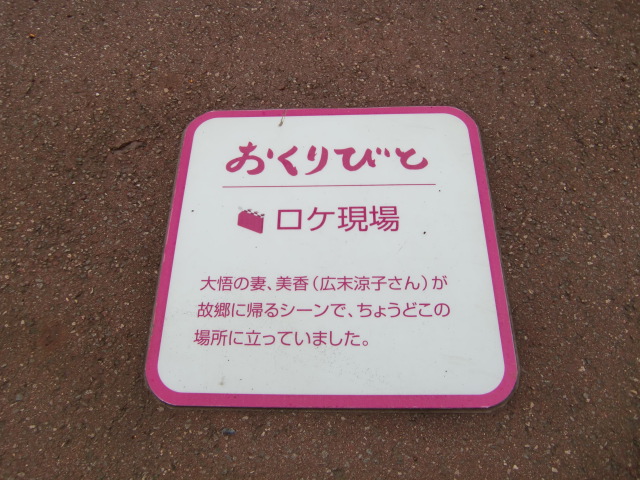 おくりびと
ロケ現場
大悟の妻、美香（広末涼子さん）が
故郷に帰るシーンで、ちょうどこの
場所に立っていました。